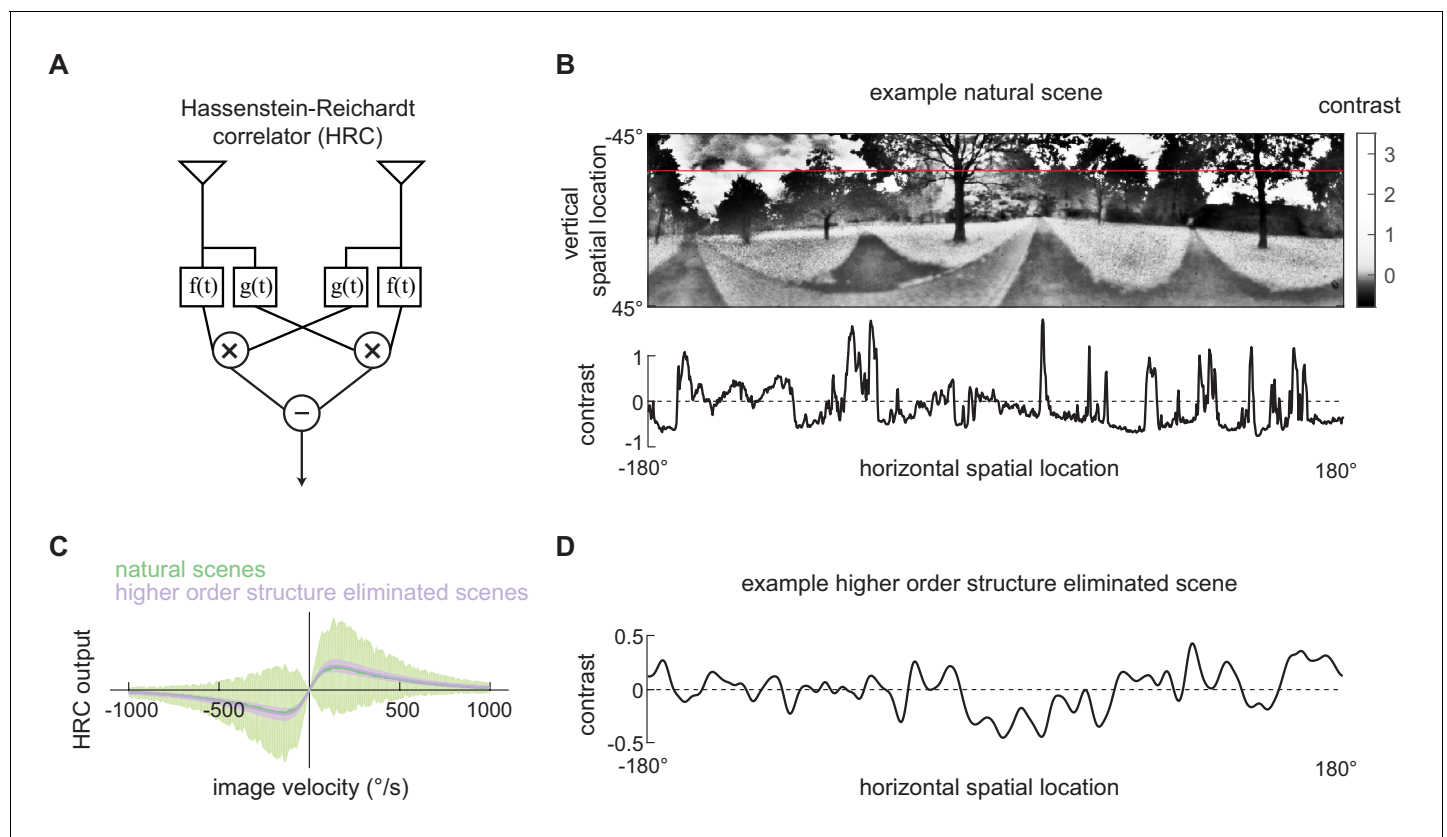 A
Hassenstein-Reichardt
correlator (HRC)
f(t)
g(t)
g(t)
f(t)
×
×
−
B
example natural scene
contrast
-45°
45°
vertical
spatial location
3
2
1
0
contrast
1
0
-1
-180°
horizontal spatial location
180°
C
natural scenes
higher order structure eliminated scenes
HRC output
-1000
-500
500
1000
image velocity (°/s)
D
example higher order structure eliminated scene
contrast
0.5
0
-0.5
-180°
horizontal spatial location
180°